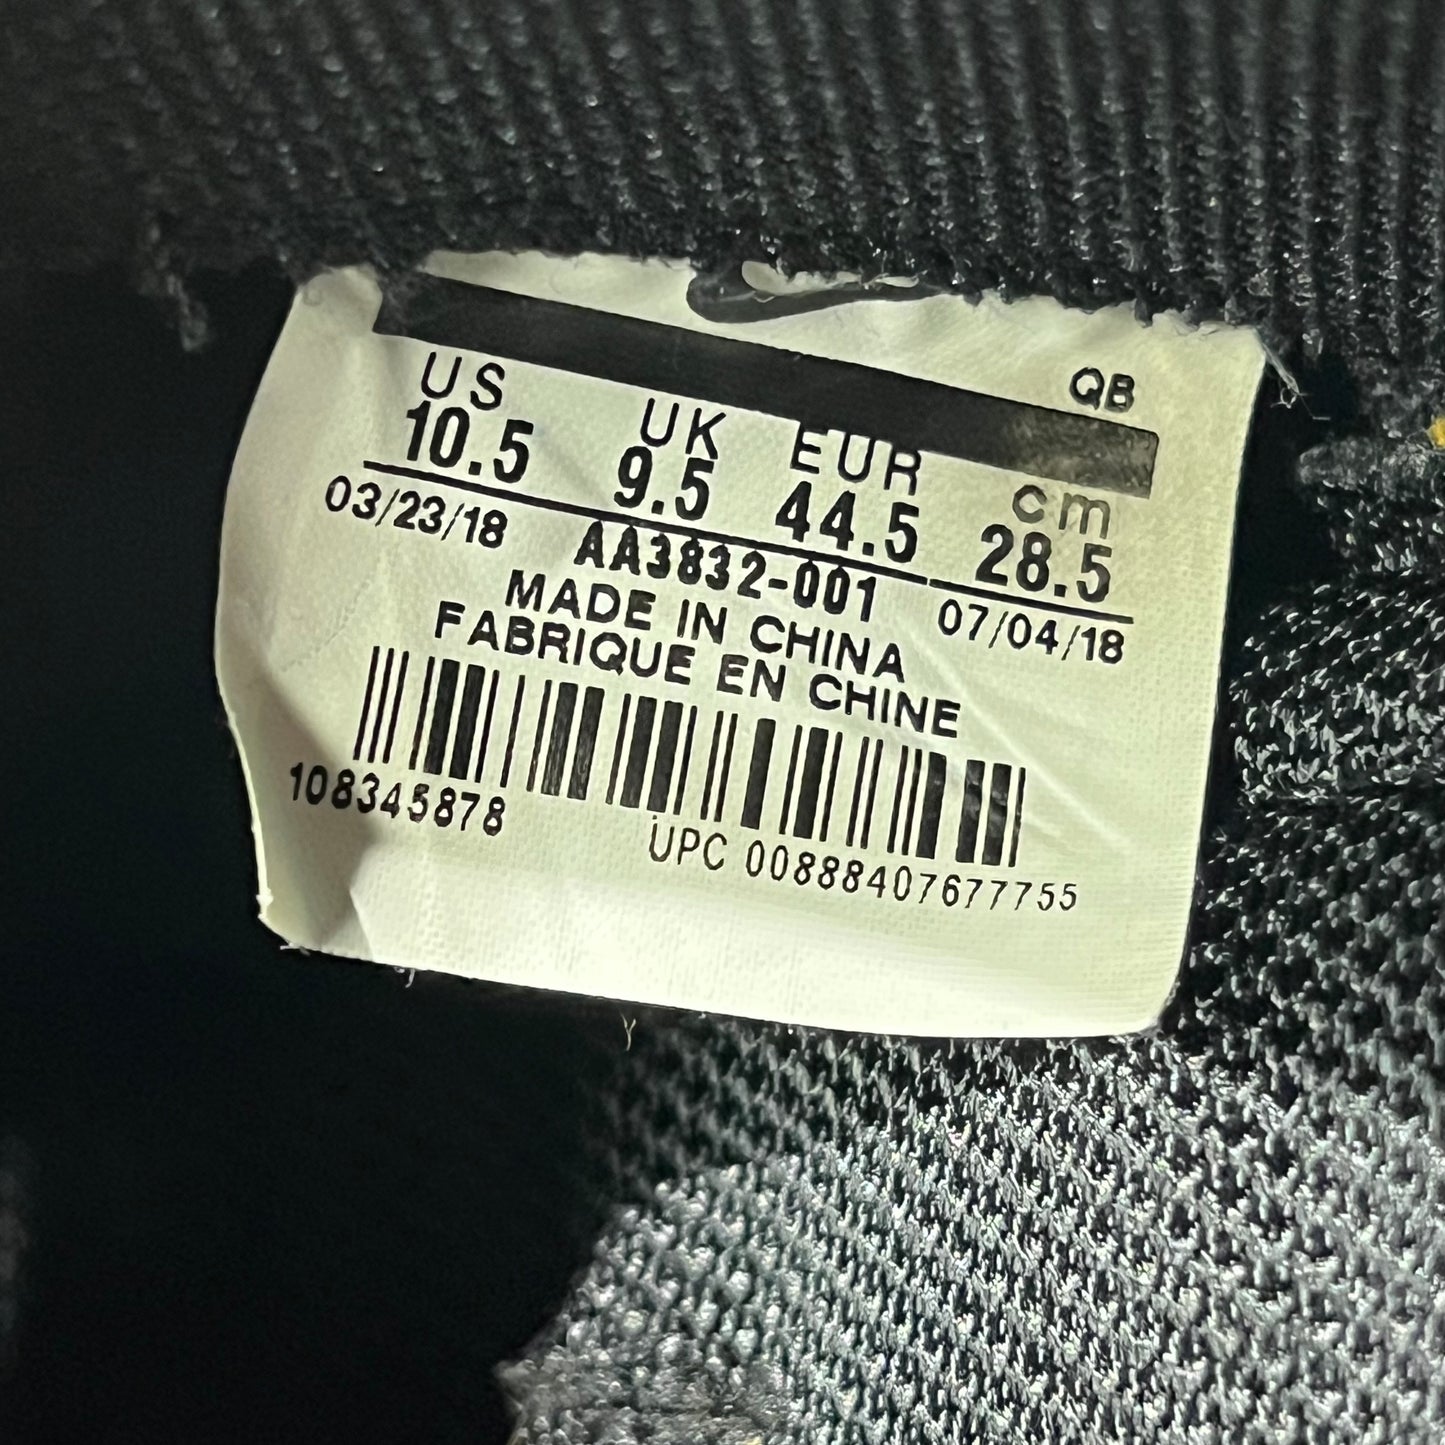 QB
US UK EUR cm
10.5 9.5 44.5 28.5
03/23/18 AA3832-001 07/04/18
MADE IN CHINA
FABRIQUE EN CHINE
108345878
UPC 00888407677755